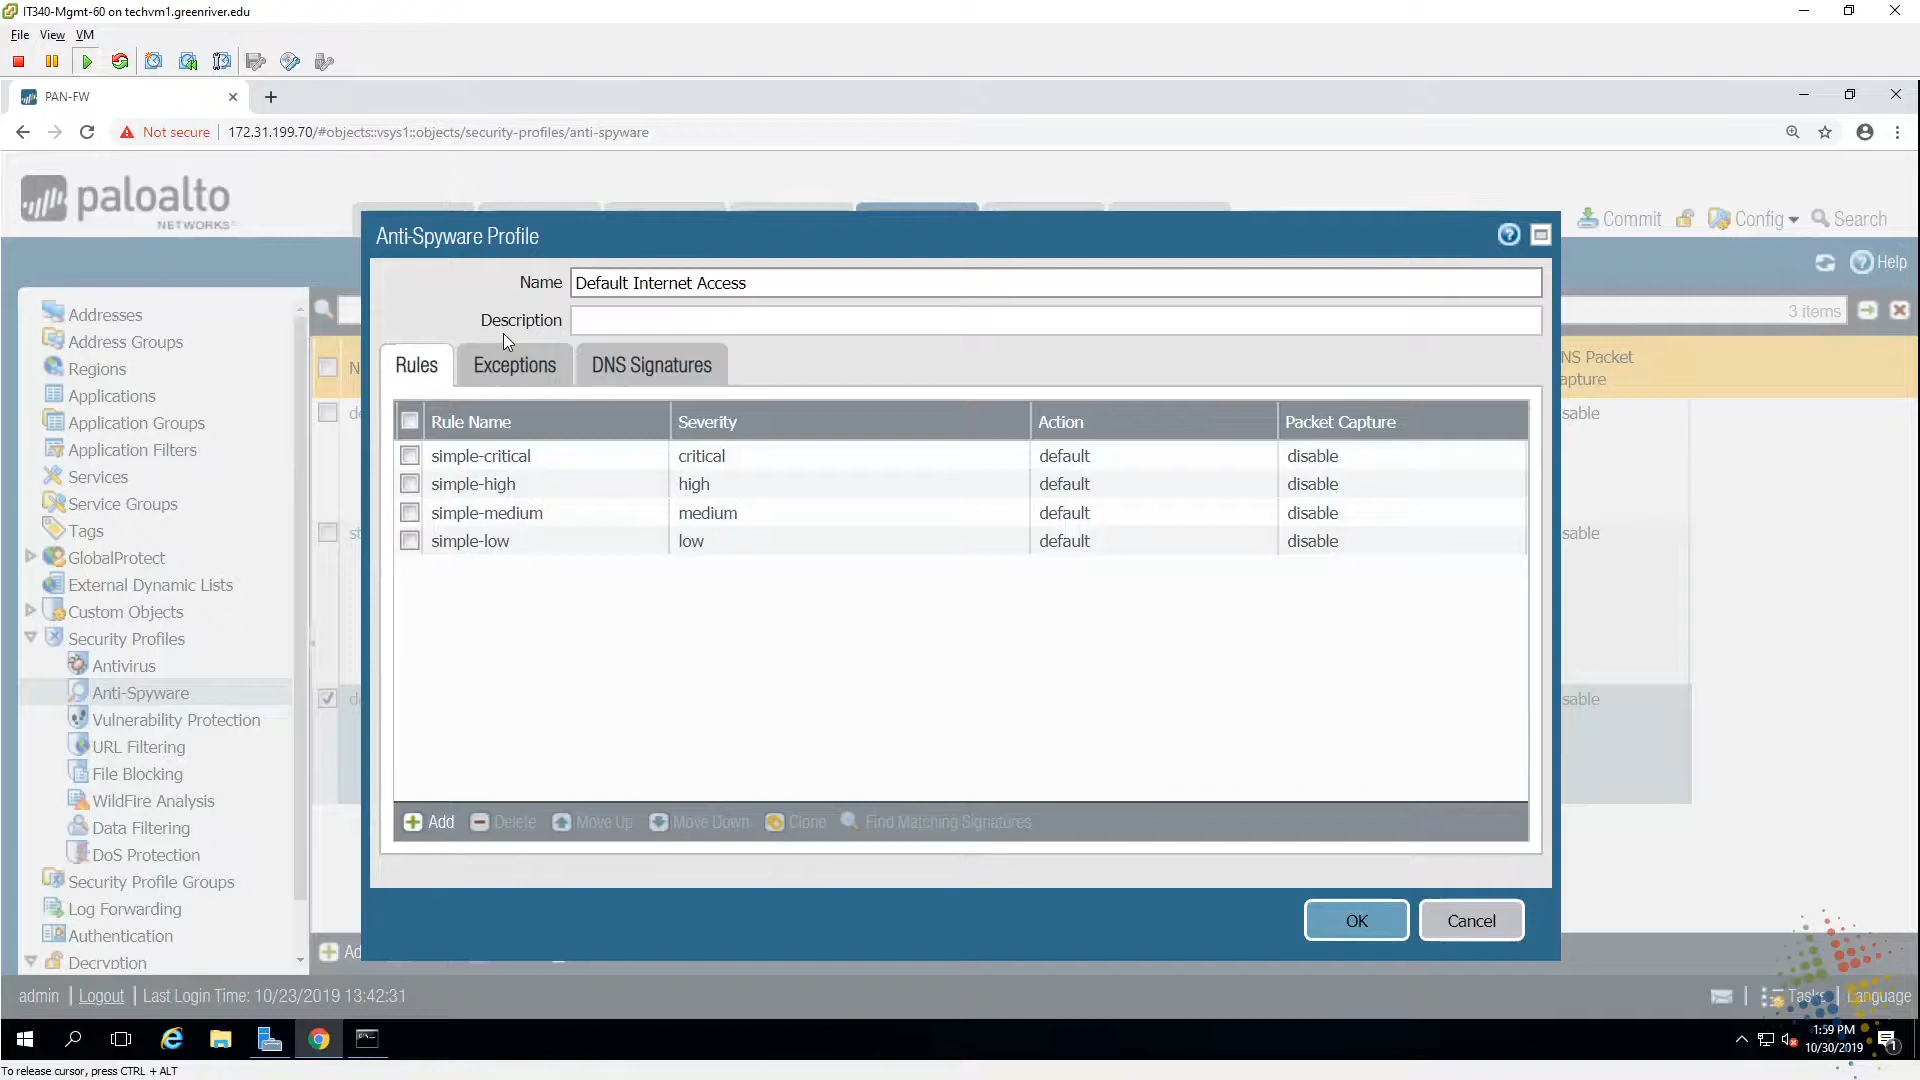 IT340-Mgmt-60 on techvm1.greenriver.edu
File View VM
PAN-FW
Not secure 172.31.199.70/#objects::vsys1::objects/security-profiles/anti-spyware
paloalto
NETWORKS
Commit Config Search
Help
Anti-Spyware Profile
Name Default Internet Access
Description
Rules Exceptions DNS Signatures
Rule Name Severity Action Packet Capture
simple-critical critical default disable
simple-high high default disable
simple-medium medium default disable
simple-low low default disable
Add Delete Move Up Move Down Clone Find Matching Signatures
OK Cancel
Addresses
Address Groups
Regions
Applications
Application Groups
Application Filters
Services
Service Groups
Tags
GlobalProtect
External Dynamic Lists
Custom Objects
Security Profiles
Antivirus
Anti-Spyware
Vulnerability Protection
URL Filtering
File Blocking
WildFire Analysis
Data Filtering
DoS Protection
Security Profile Groups
Log Forwarding
Authentication
Decryption
3 items
NS Packet
apture
sable
sable
sable
admin Logout Last Login Time: 10/23/2019 13:42:31
Tasks Language
1:59 PM
10/30/2019
1
To release cursor, press CTRL + ALT